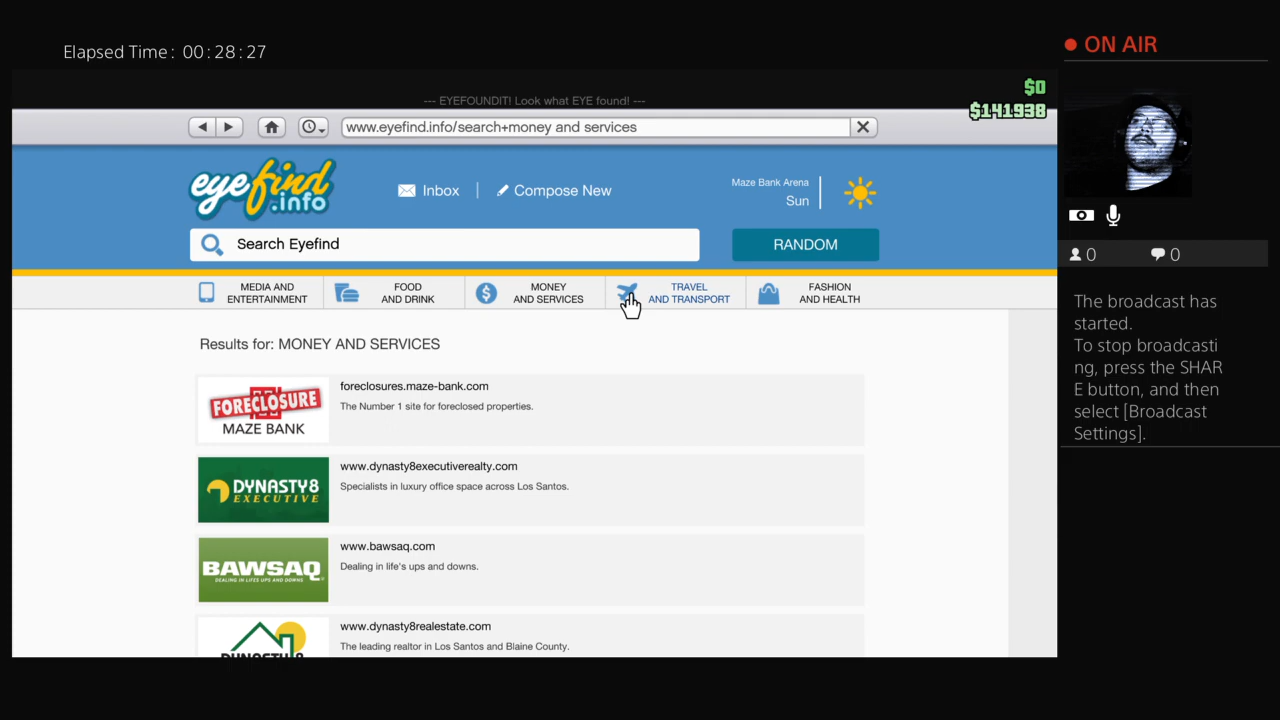 Elapsed Time: 00:28:27
ON AIR
--- EYEFOUNDIT! Look what EYE found! ---
$0
$141938
www.eyefind.info/search+money and services
eyefind
.info
Inbox
Compose New
Maze Bank Arena
Sun
Search Eyefind
RANDOM
0
0
MEDIA AND
ENTERTAINMENT
FOOD
AND DRINK
MONEY
AND SERVICES
TRAVEL
AND TRANSPORT
FASHION
AND HEALTH
The broadcast has
started.
To stop broadcasti
ng, press the SHAR
E button, and then
select [Broadcast
Settings].
Results for: MONEY AND SERVICES
FORECLOSURE
MAZE BANK
foreclosures.maze-bank.com
The Number 1 site for foreclosed properties.
DYNASTY8
EXECUTIVE
www.dynasty8executiverealty.com
Specialists in luxury office space across Los Santos.
BAWSAQ
DEALING IN LIFE'S UPS AND DOWNS
www.bawsaq.com
Dealing in life's ups and downs.
DYNASTY8
www.dynasty8realestate.com
The leading realtor in Los Santos and Blaine County.